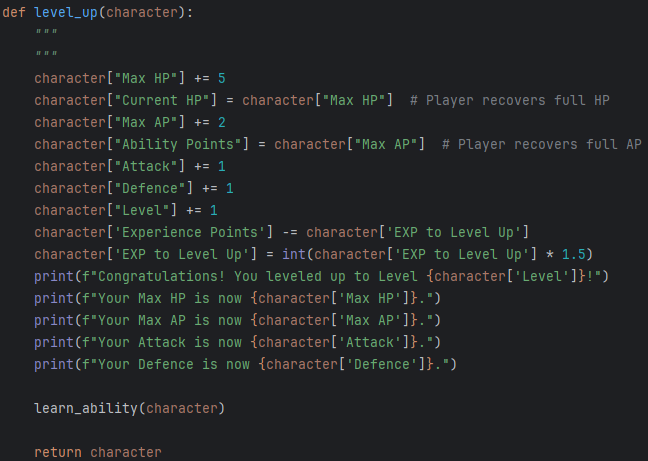 def level_up(character):
    """
    """
    character["Max HP"] += 5
    character["Current HP"] = character["Max HP"]  # Player recovers full HP
    character["Max AP"] += 2
    character["Ability Points"] = character["Max AP"]  # Player recovers full AP
    character["Attack"] += 1
    character["Defence"] += 1
    character["Level"] += 1
    character['Experience Points'] -= character['EXP to Level Up']
    character['EXP to Level Up'] = int(character['EXP to Level Up'] * 1.5)
    print(f"Congratulations! You leveled up to Level {character['Level']}!")
    print(f"Your Max HP is now {character['Max HP']}.")
    print(f"Your Max AP is now {character['Max AP']}.")
    print(f"Your Attack is now {character['Attack']}.")
    print(f"Your Defence is now {character['Defence']}.")

    learn_ability(character)

    return character